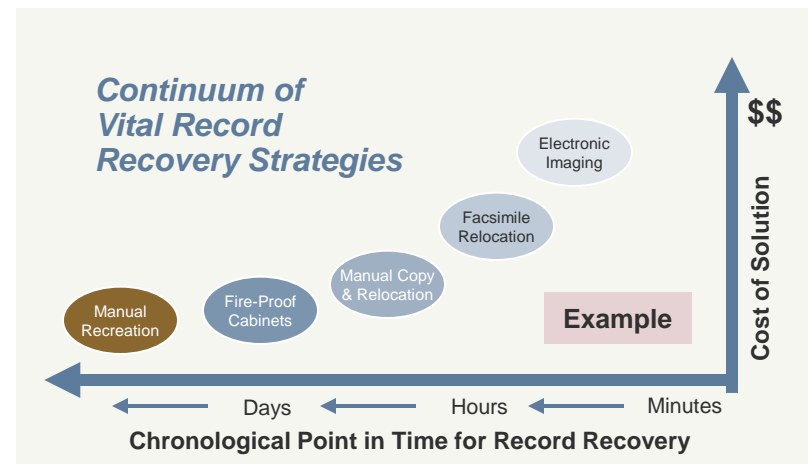 Continuum of
Vital Record
Recovery Strategies
$$
Electronic
Imaging
Facsimile
Relocation
Manual Copy
& Relocation
Fire-Proof
Cabinets
Manual
Recreation
Example
Cost of Solution
Days
Hours
Minutes
Chronological Point in Time for Record Recovery